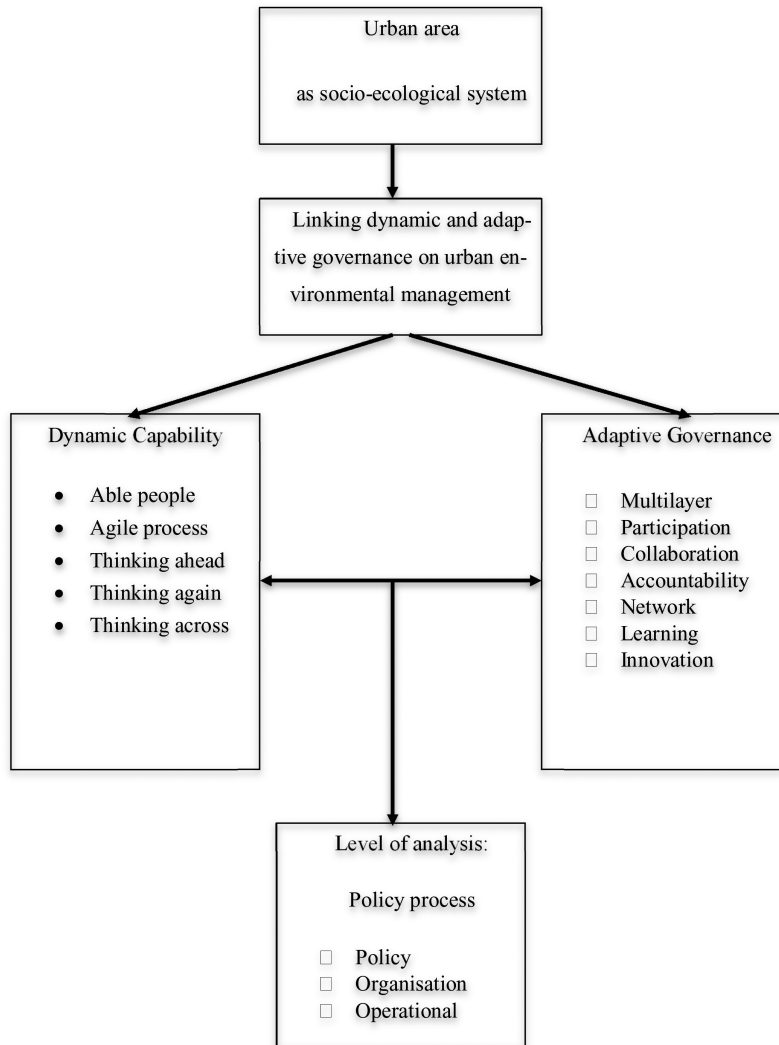 Urban area
as socio-ecological system
Linking dynamic and adap-
tive governance on urban en-
vironmental management
Dynamic Capability
• Able people
• Agile process
• Thinking ahead
• Thinking again
• Thinking across
Adaptive Governance
Multilayer
Participation
Collaboration
Accountability
Network
Learning
Innovation
Level of analysis:
Policy process
Policy
Organisation
Operational